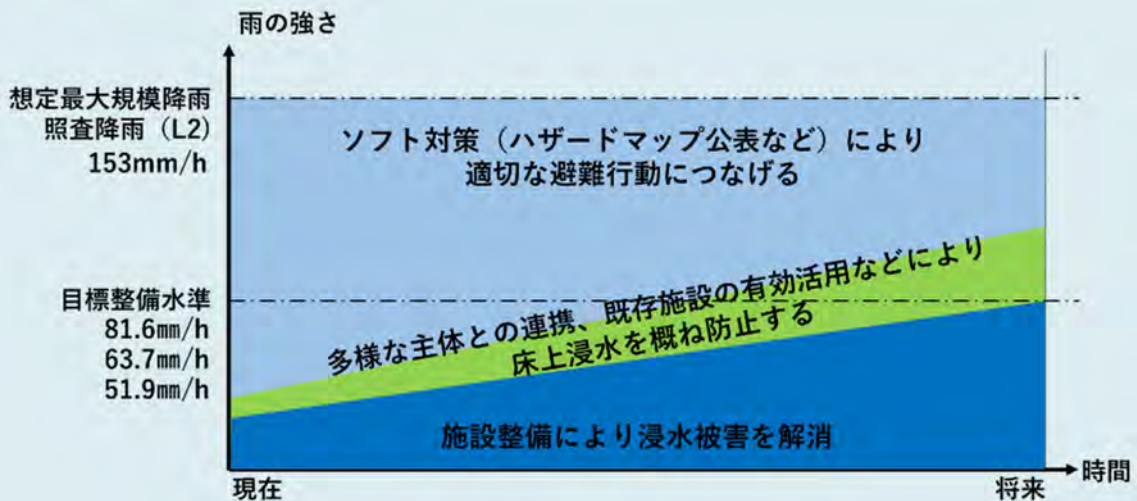 雨の強さ
想定最大規模降雨
照査降雨（L2）
153mm/h
ソフト対策（ハザードマップ公表など）により
適切な避難行動につなげる
目標整備水準
81.6㎜/h
63.7㎜/h
51.9㎜/h
多様な主体との連携、既存施設の有効活用などにより
床上浸水を概ね防止する
施設整備により浸水被害を解消
時間
現在
将来